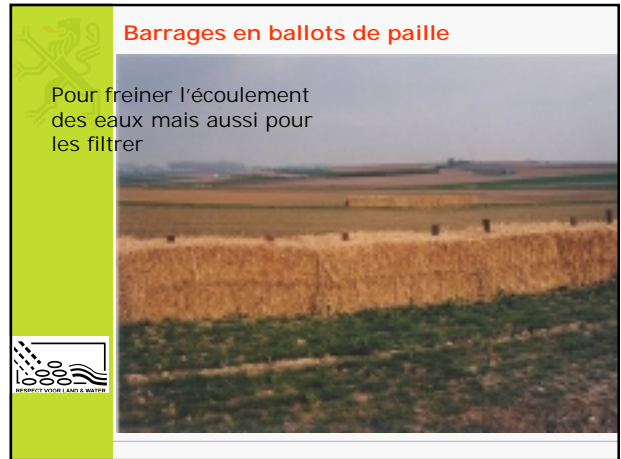 Barrages en ballots de paille
Pour freiner l'écoulement
des eaux mais aussi pour
les filtrer
RESPECT VOOR LAND & WATER